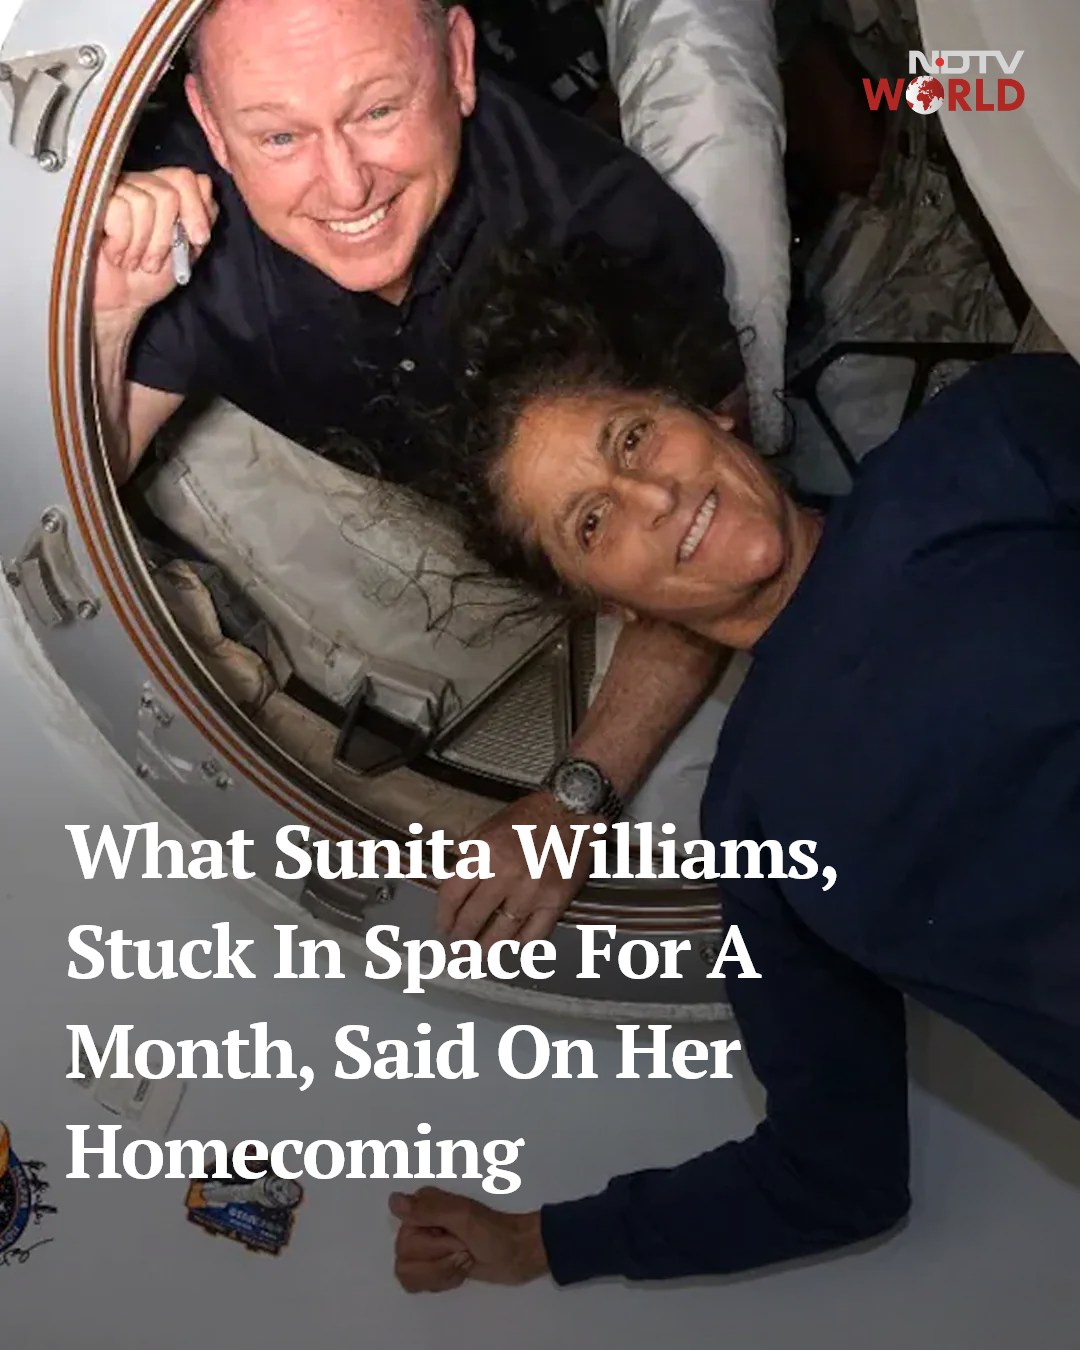 NDTV
WORLD
What Sunita Williams,
Stuck In Space For A
Month, Said On Her
Homecoming